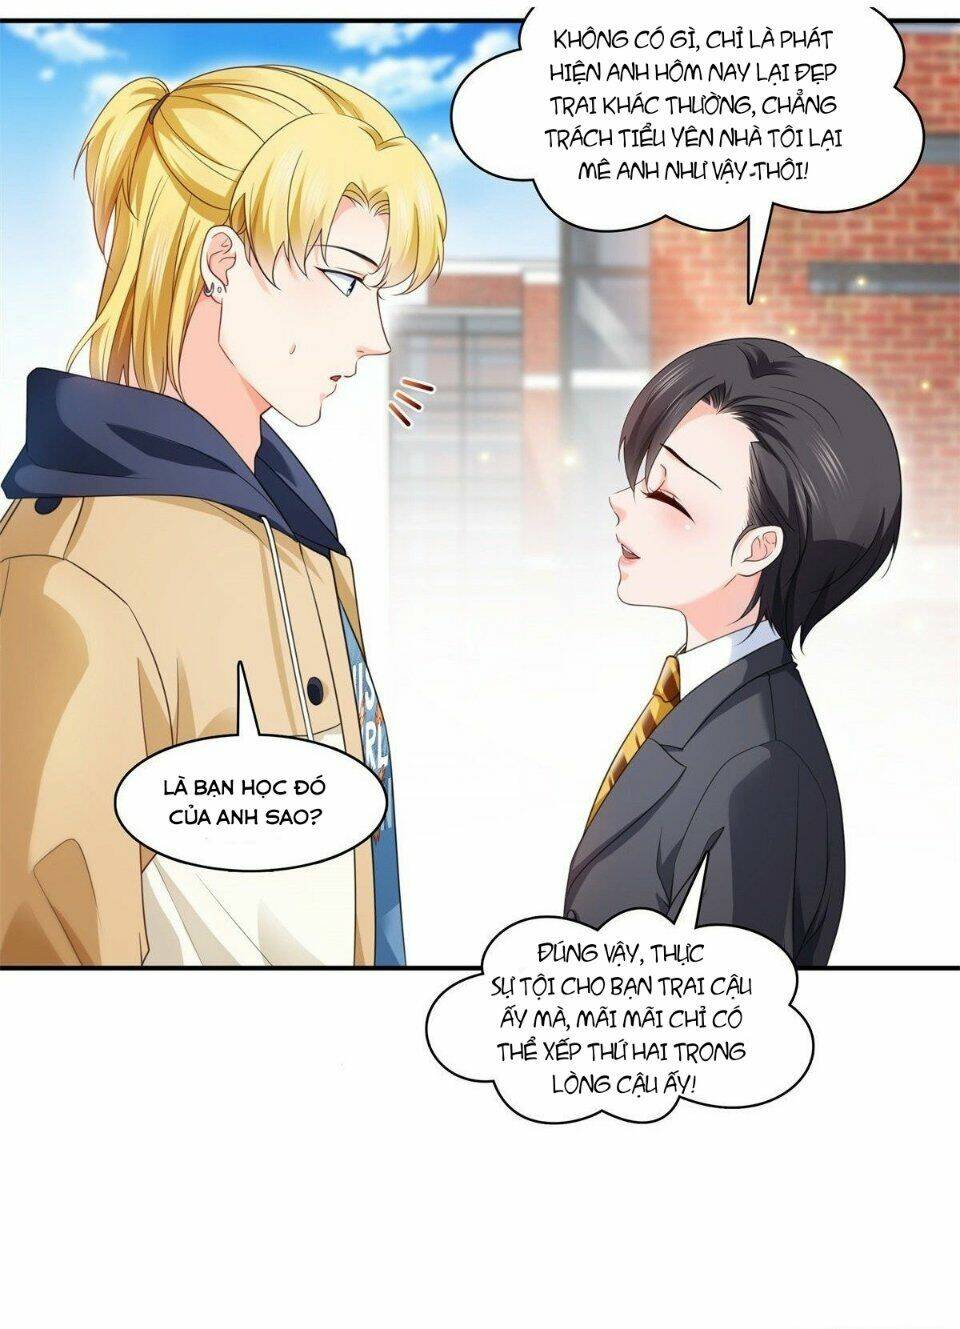 KHÔNG CÓ GÌ, CHỈ LÀ PHÁT
HIỆN ANH HÔM NAY LẠI ĐẸP
TRAI KHÁC THƯỜNG, CHẲNG
TRÁCH TIỂU YÊN NHÀ TÔI LẠI
MÊ ANH NHƯ VẬY THÔI!
LÀ BẠN HỌC ĐÓ
CỦA ANH SAO?
ĐÚNG VẬY, THỰC
SỰ TỘI CHO BẠN TRAI CẬU
ẤY MÀ, MÃI MÃI CHỈ CÓ
THỂ XẾP THỨ HAI TRONG
LÒNG CẬU ẤY!